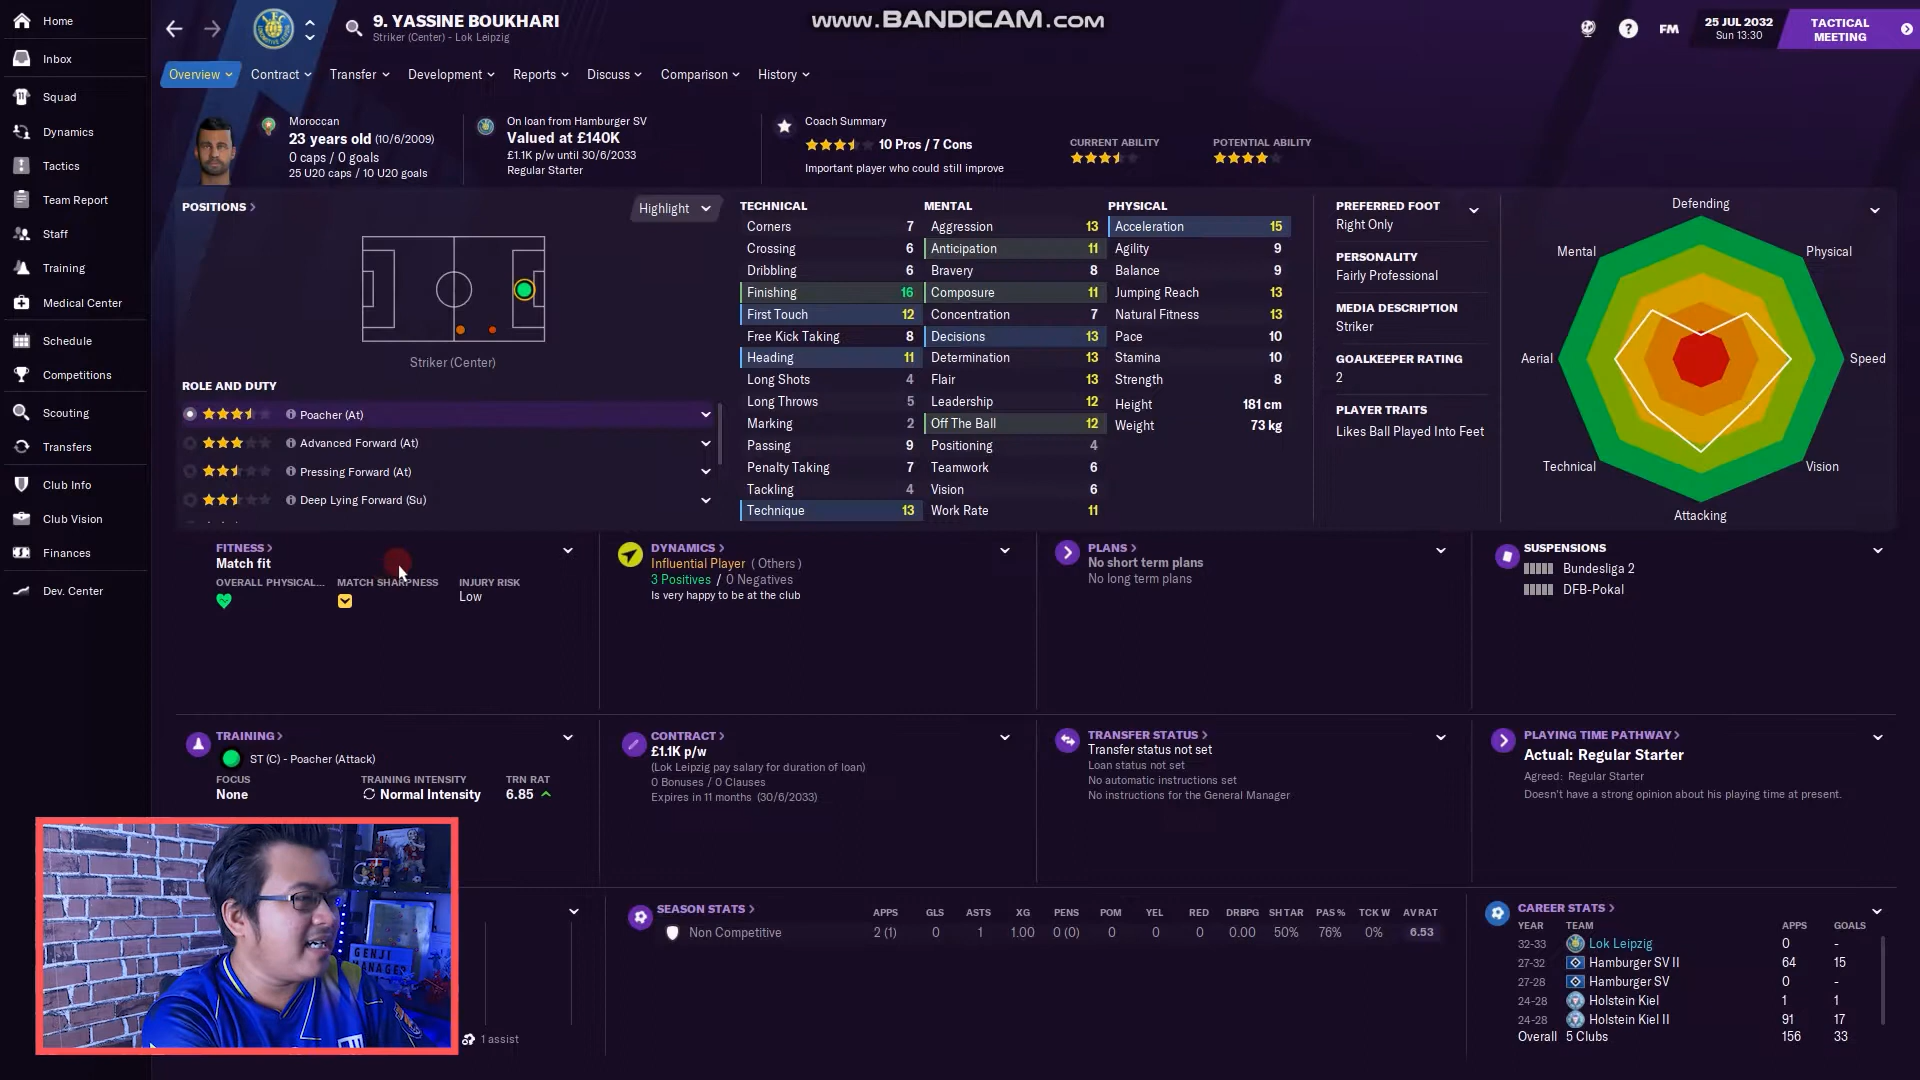 Home
Inbox
Squad
Dynamics
Tactics
Team Report
Staff
Training
Medical Center
Schedule
Competitions
Scouting
Transfers
Club Info
Club Vision
Finances
Dev. Center
9. YASSINE BOUKHARI
Striker (Center) - Lok Leipzig
www.BANDICAM.com
FM
25 JUL 2032
Sun 13:30
TACTICAL MEETING
Overview Contract Transfer Development Reports Discuss Comparison History
Moroccan
23 years old (10/6/2009)
0 caps / 0 goals
25 U20 caps / 10 U20 goals
On loan from Hamburger SV
Valued at £140K
£1.1K p/w until 30/6/2033
Regular Starter
Coach Summary
10 Pros / 7 Cons
Important player who could still improve
CURRENT ABILITY
POTENTIAL ABILITY
POSITIONS
Highlight
Striker (Center)
ROLE AND DUTY
Poacher (At)
Advanced Forward (At)
Pressing Forward (At)
Deep Lying Forward (Su)
TECHNICAL
Corners 7
Crossing 6
Dribbling 6
Finishing 16
First Touch 12
Free Kick Taking 8
Heading 11
Long Shots 4
Long Throws 5
Marking 2
Passing 9
Penalty Taking 7
Tackling 4
Technique 13
MENTAL
Aggression 13
Anticipation 11
Bravery 8
Composure 11
Concentration 7
Decisions 13
Determination 13
Flair 13
Leadership 12
Off The Ball 12
Positioning 4
Teamwork 6
Vision 6
Work Rate 11
PHYSICAL
Acceleration 15
Agility 9
Balance 9
Jumping Reach 13
Natural Fitness 13
Pace 10
Stamina 10
Strength 8
Height 181 cm
Weight 73 kg
PREFERRED FOOT
Right Only
PERSONALITY
Fairly Professional
MEDIA DESCRIPTION
Striker
GOALKEEPER RATING
2
PLAYER TRAITS
Likes Ball Played Into Feet
Defending
Mental
Physical
Aerial
Speed
Technical
Vision
Attacking
FITNESS
Match fit
OVERALL PHYSICAL... MATCH SHARPNESS INJURY RISK
Low
DYNAMICS
Influential Player ( Others )
3 Positives / 0 Negatives
Is very happy to be at the club
PLANS
No short term plans
No long term plans
SUSPENSIONS
Bundesliga 2
DFB-Pokal
TRAINING
ST (C) - Poacher (Attack)
FOCUS TRAINING INTENSITY TRN RAT
None Normal Intensity 6.85
CONTRACT
£1.1K p/w
(Lok Leipzig pay salary for duration of loan)
0 Bonuses / 0 Clauses
Expires in 11 months (30/6/2033)
TRANSFER STATUS
Transfer status not set
Loan status not set
No automatic instructions set
No instructions for the General Manager
PLAYING TIME PATHWAY
Actual: Regular Starter
Agreed: Regular Starter
Doesn't have a strong opinion about his playing time at present.
GENJI
MANAGER
1 assist
SEASON STATS APPS GLS ASTS XG PENS POM YEL RED DRBPG SH TAR PAS % TCK W AV RAT
Non Competitive 2 (1) 0 1 1.00 0 (0) 0 0 0 0.00 50% 76% 0% 6.53
CAREER STATS
YEAR TEAM APPS GOALS
32-33 Lok Leipzig 0 -
27-32 Hamburger SV II 64 15
27-28 Hamburger SV 0 -
24-28 Holstein Kiel 1 1
24-28 Holstein Kiel II 91 17
Overall 5 Clubs 156 33